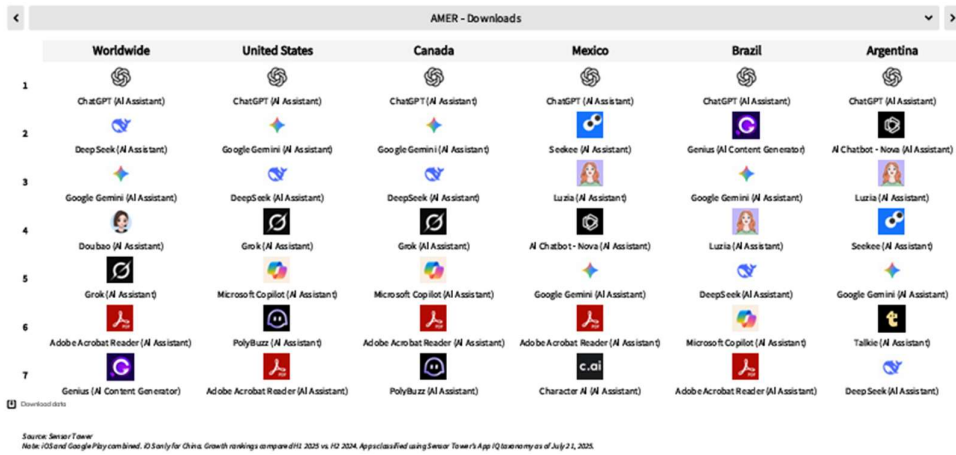 AMER - Downloads
Worldwide United States Canada Mexico Brazil Argentina
1
ChatGPT (AI Assistant) ChatGPT (AI Assistant) ChatGPT (AI Assistant) ChatGPT (AI Assistant) ChatGPT (AI Assistant) ChatGPT (AI Assistant)
2
DeepSeek (AI Assistant) Google Gemini (AI Assistant) Google Gemini (AI Assistant) Seekee (AI Assistant) Genius (AI Content Generator) AI Chatbot - Nova (AI Assistant)
3
Google Gemini (AI Assistant) DeepSeek (AI Assistant) DeepSeek (AI Assistant) Luzia (AI Assistant) Google Gemini (AI Assistant) Luzia (AI Assistant)
4
Doubao (AI Assistant) Grok (AI Assistant) Grok (AI Assistant) AI Chatbot - Nova (AI Assistant) Luzia (AI Assistant) Seekee (AI Assistant)
5
Grok (AI Assistant) Microsoft Copilot (AI Assistant) Microsoft Copilot (AI Assistant) Google Gemini (AI Assistant) DeepSeek (AI Assistant) Google Gemini (AI Assistant)
6
Adobe Acrobat Reader (AI Assistant) PolyBuzz (AI Assistant) Adobe Acrobat Reader (AI Assistant) Adobe Acrobat Reader (AI Assistant) Microsoft Copilot (AI Assistant) Talkie (AI Assistant)
c.ai
7
Genius (AI Content Generator) Adobe Acrobat Reader (AI Assistant) PolyBuzz (AI Assistant) Character AI (AI Assistant) Adobe Acrobat Reader (AI Assistant) DeepSeek (AI Assistant)
Download data
Source: Sensor Tower
Note: iOS and Google Play combined. iOS only for China. Growth rankings compared H1 2025 vs. H2 2024. Apps classified using Sensor Tower's App IQ taxonomy as of July 21, 2025.